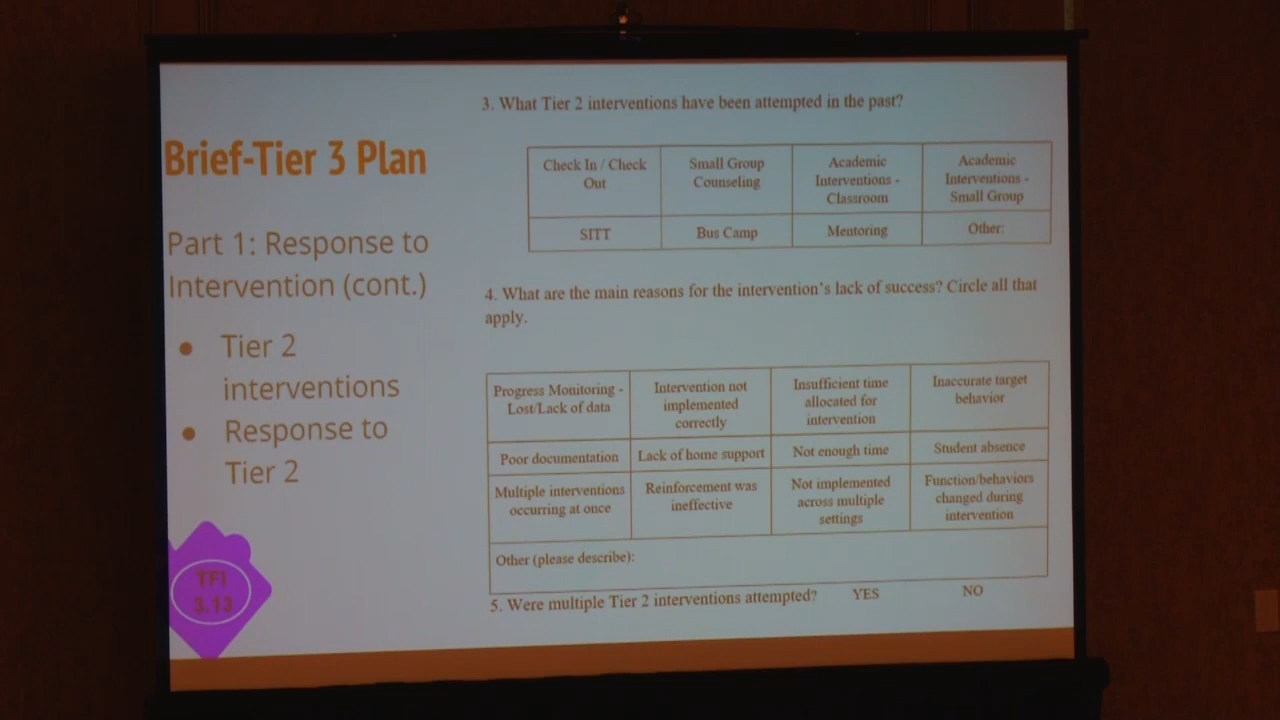 Brief-Tier 3 Plan
Part 1: Response to
Intervention (cont.)
● Tier 2
interventions
● Response to
Tier 2
TFI
3.13
3. What Tier 2 interventions have been attempted in the past?
Check In / Check
Out
Small Group
Counseling
Academic
Interventions -
Classroom
Academic
Interventions -
Small Group
SITT
Bus Camp
Mentoring
Other:
4. What are the main reasons for the intervention's lack of success? Circle all that
apply.
Progress Monitoring -
Lost/Lack of data
Intervention not
implemented
correctly
Insufficient time
allocated for
intervention
Inaccurate target
behavior
Poor documentation
Lack of home support
Not enough time
Student absence
Multiple interventions
occurring at once
Reinforcement was
ineffective
Not implemented
across multiple
settings
Function/behaviors
changed during
intervention
Other (please describe):
5. Were multiple Tier 2 interventions attempted? YES NO